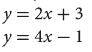 y = 2x + 3
y = 4x − 1